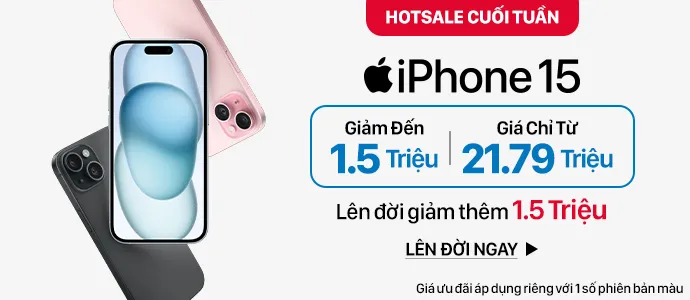 HOTSALE CUỐI TUẦN
iPhone 15
Giảm Đến
1.5 Triệu
Giá Chỉ Từ
21.79 Triệu
Lên đời giảm thêm 1.5 Triệu
LÊN ĐỜI NGAY ▶
Giá ưu đãi áp dụng riêng với 1 số phiên bản màu